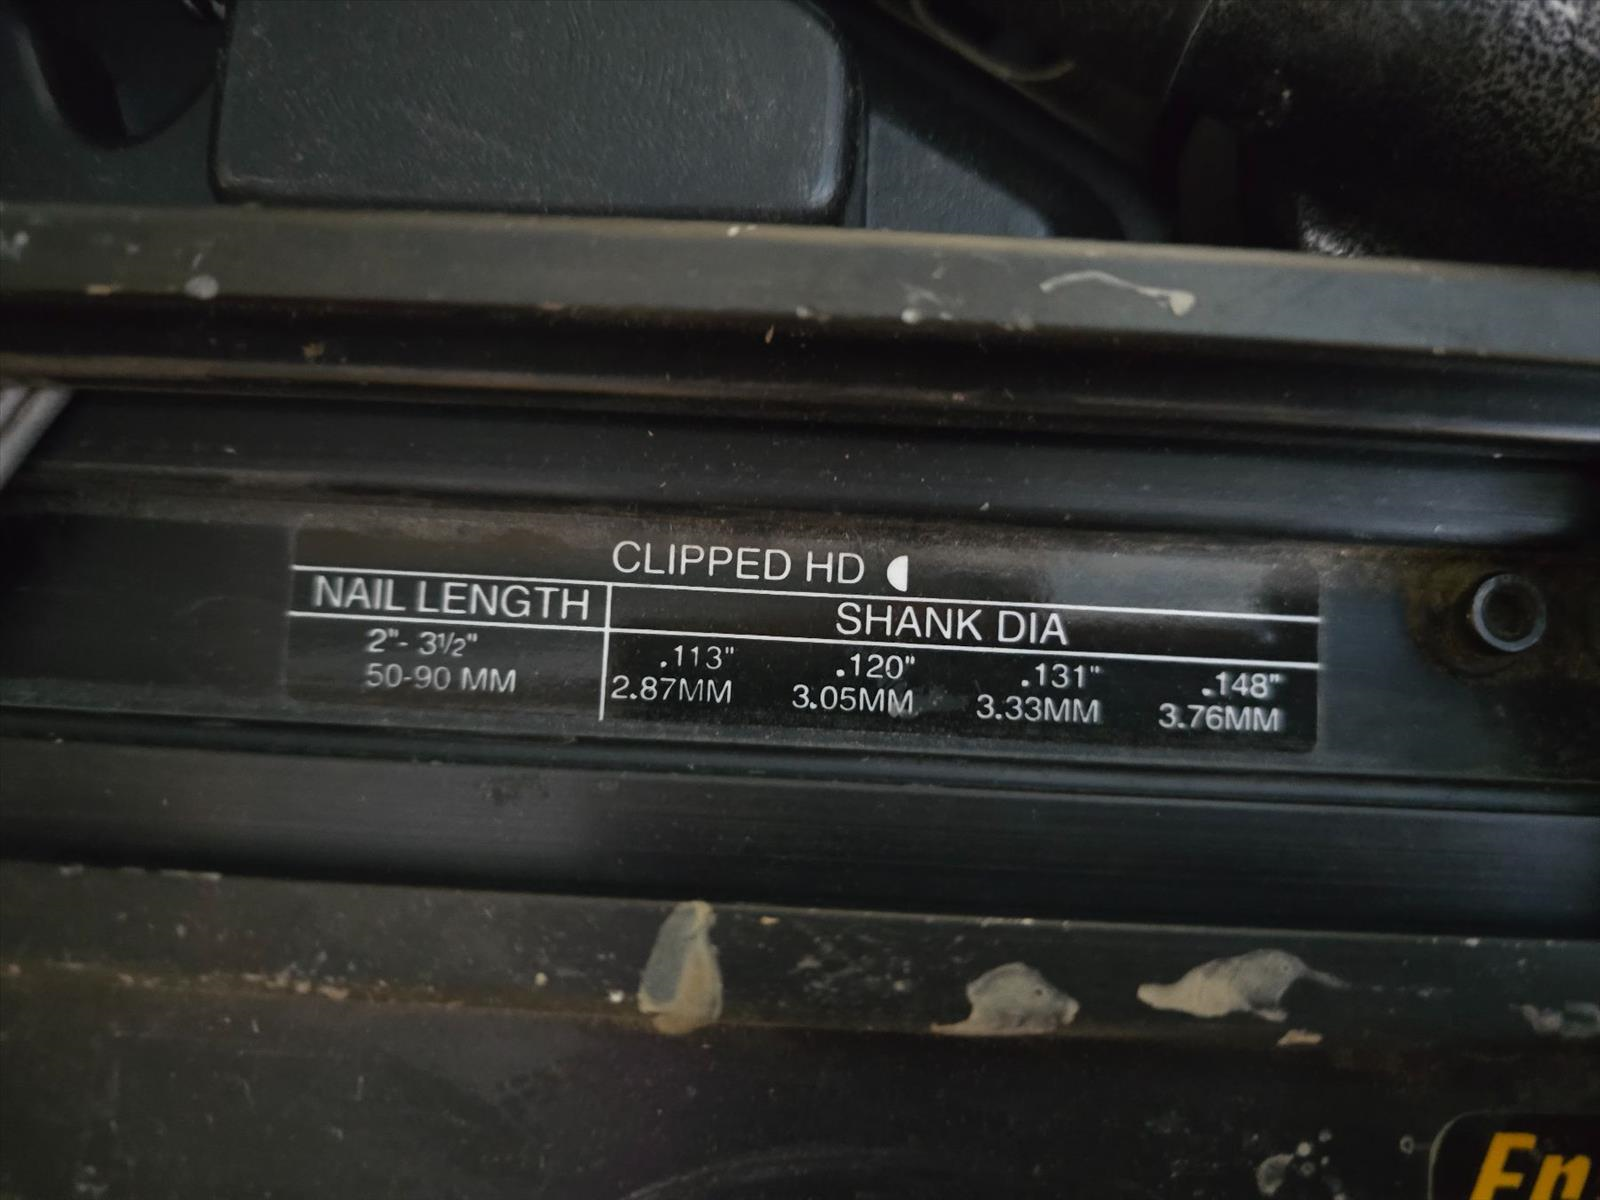 CLIPPED HD
NAIL LENGTH SHANK DIA
2"- 3½" .113" .120" .131" .148"
50-90 MM 2.87MM 3.05MM 3.33MM 3.76MM
En